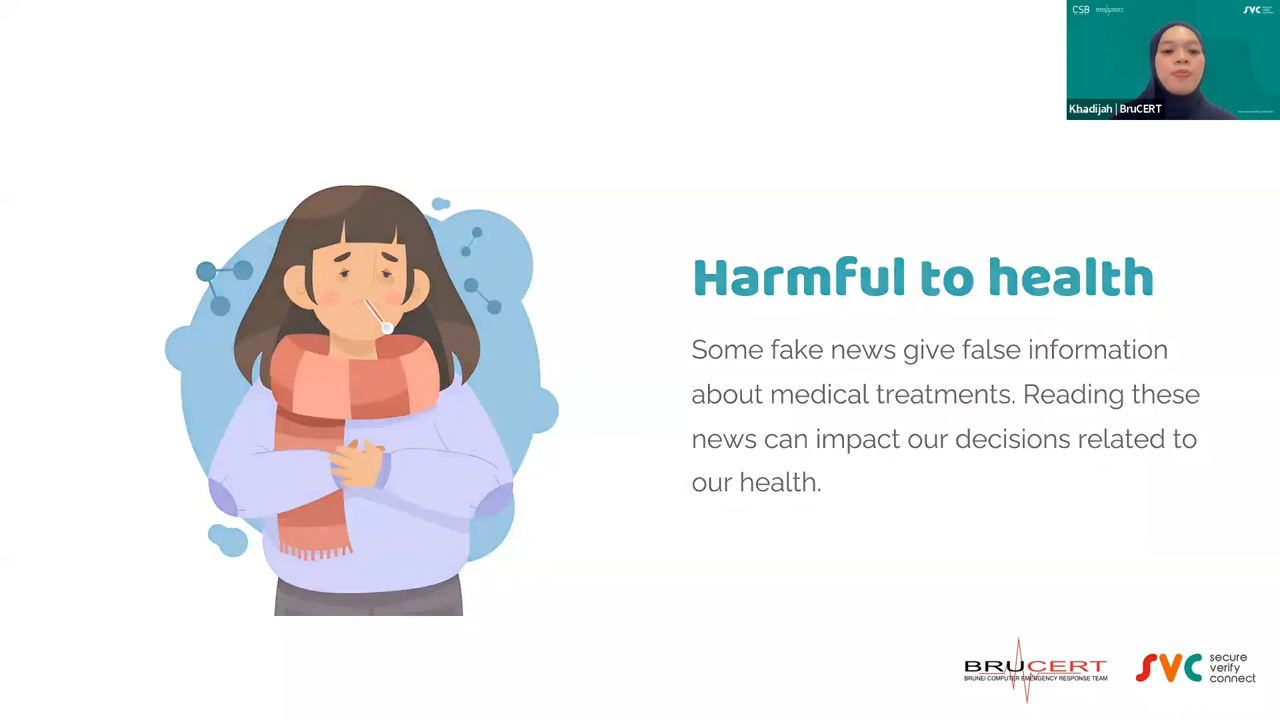 CSB
SVC
Khadijah | BruCERT
Harmful to health
Some fake news give false information
about medical treatments. Reading these
news can impact our decisions related to
our health.
BRUCERT
BRUNEI COMPUTER EMERGENCY RESPONSE TEAM
SVC
secure
verify
connect